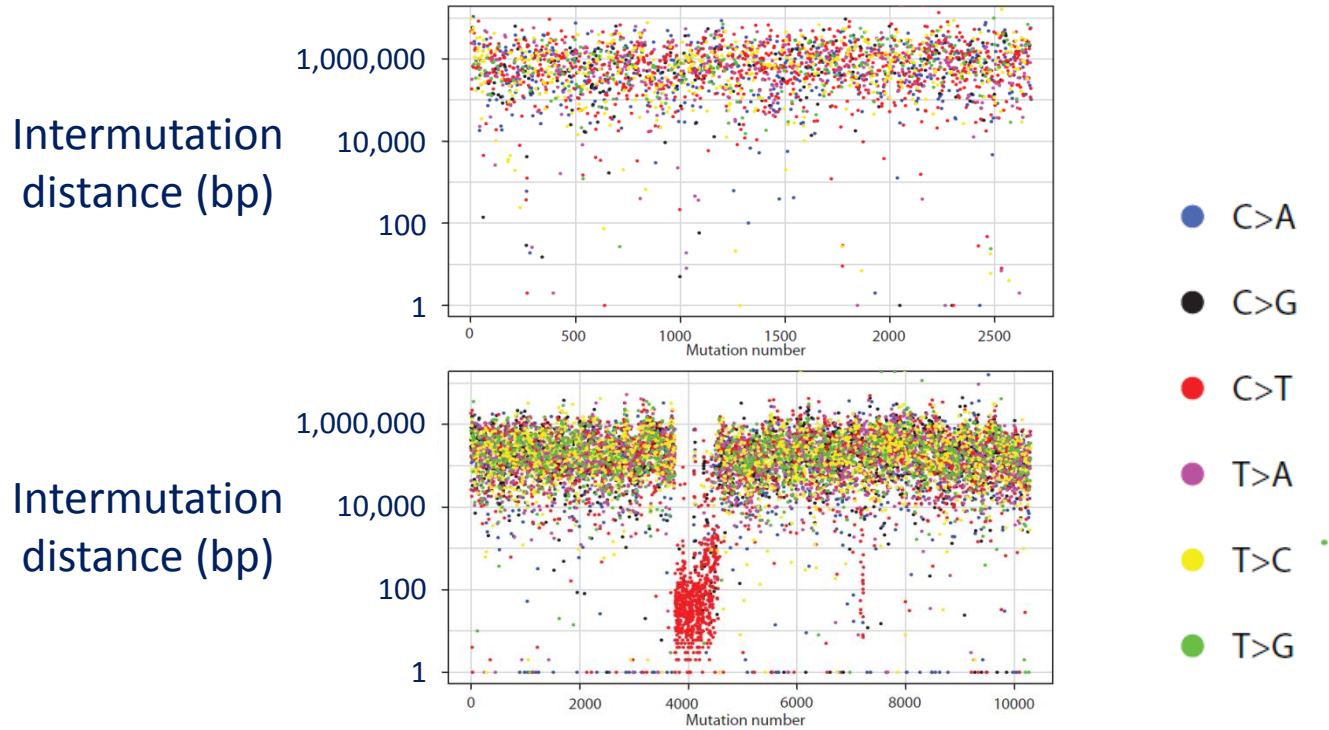 Intermutation
distance (bp)
1,000,000
10,000
100
1
0 500 1000 1500 2000 2500
Mutation number
Intermutation
distance (bp)
1,000,000
10,000
100
1
0 2000 4000 6000 8000 10000
Mutation number
C>A
C>G
C>T
T>A
T>C
T>G